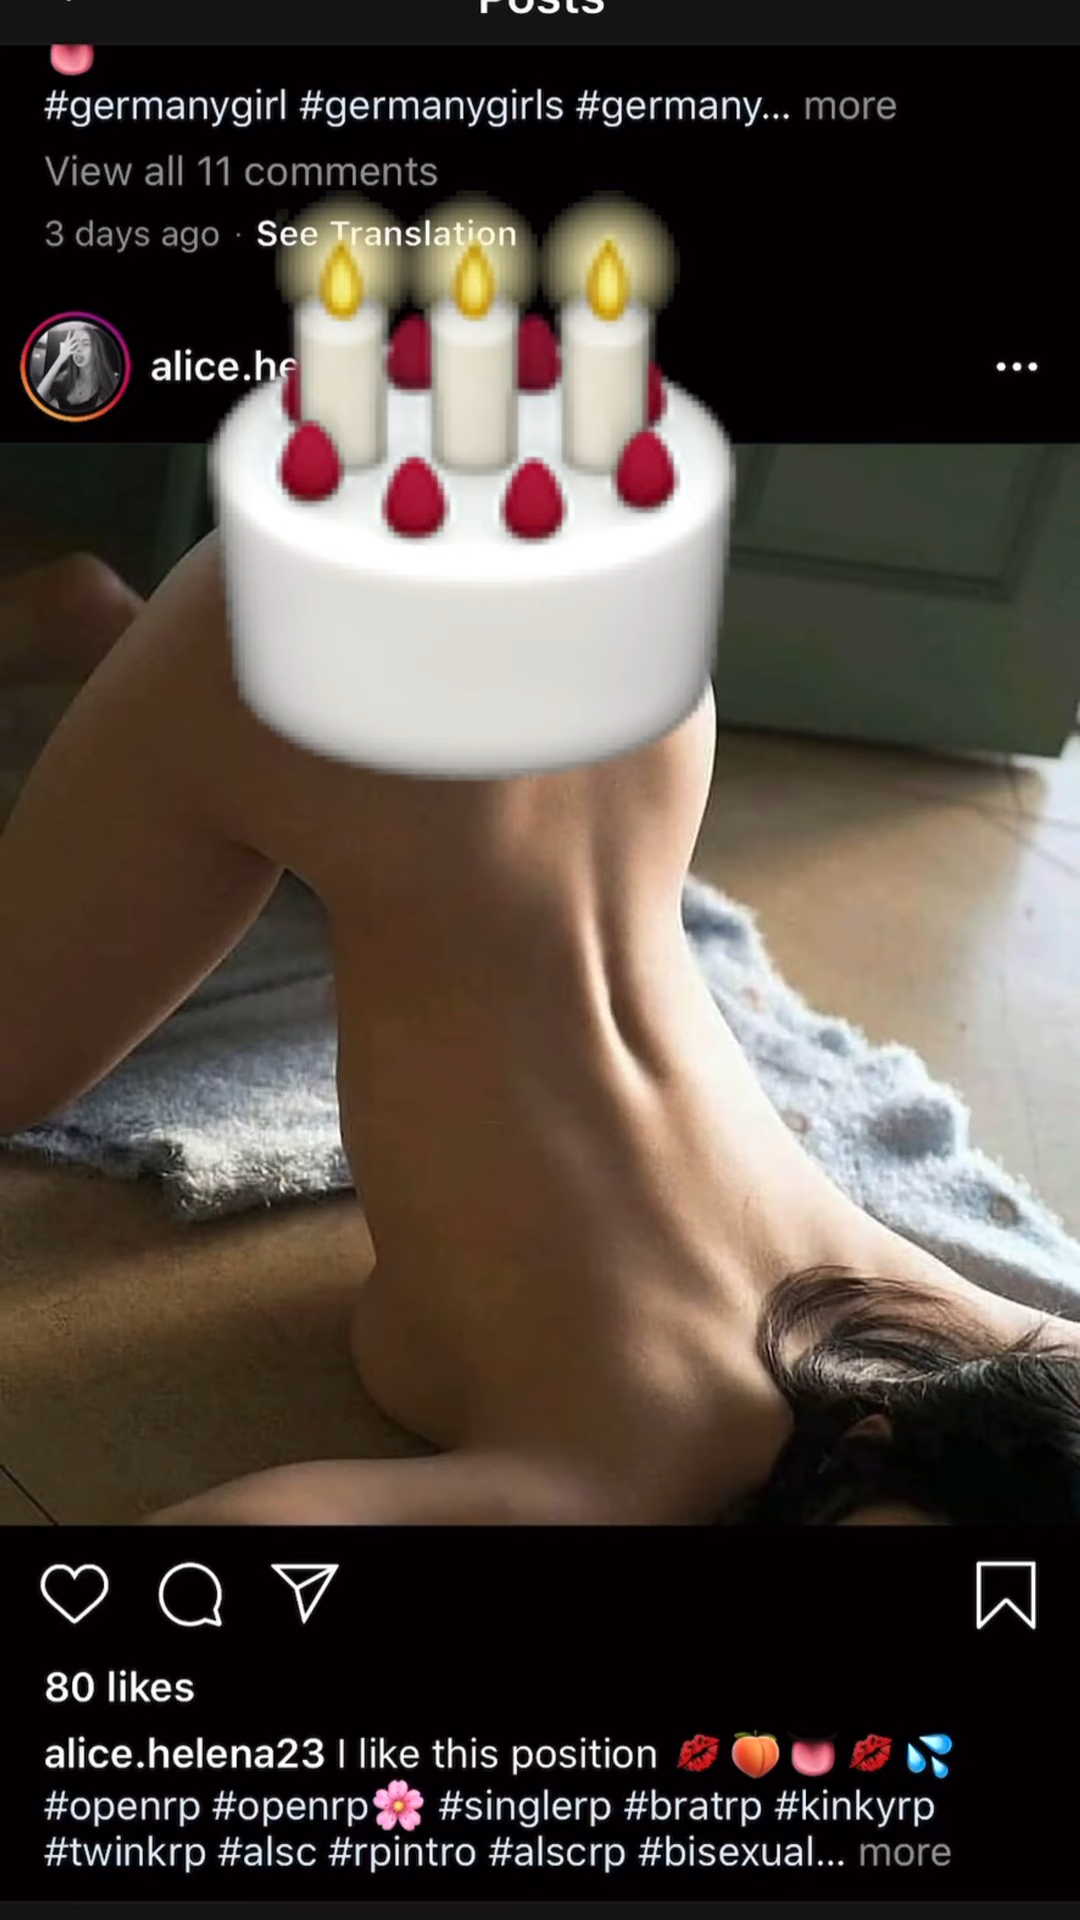 Posts
#germanygirl #germanygirls #germany... more
View all 11 comments
3 days ago · See Translation
alice.he
80 likes
alice.helena23 I like this position 💋🍑👅💋💦
#openrp #openrp🌸 #singlerp #bratrp #kinkyrp
#twinkrp #alsc #rpintro #alscrp #bisexual... more